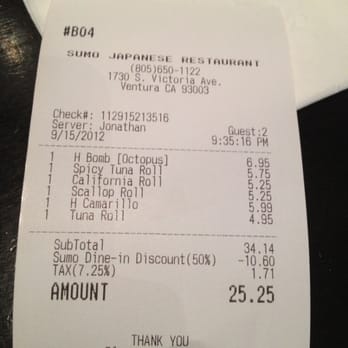 #B04
SUMO JAPANESE RESTAURANT
(805)650-1122
1730 S. Victoria Ave.
Ventura CA 93003
Check#: 112915213516
Server: Jonathan Guest:2
9/15/2012 9:35:16 PM
1 H Bomb [Octopus] 6.95
1 Spicy Tuna Roll 5.75
1 California Roll 5.25
1 Scallop Roll 5.25
1 H Camarillo 5.99
1 Tuna Roll 4.95
SubTotal 34.14
Sumo Dine-in Discount(50%) -10.60
TAX(7.25%) 1.71
AMOUNT 25.25
THANK YOU